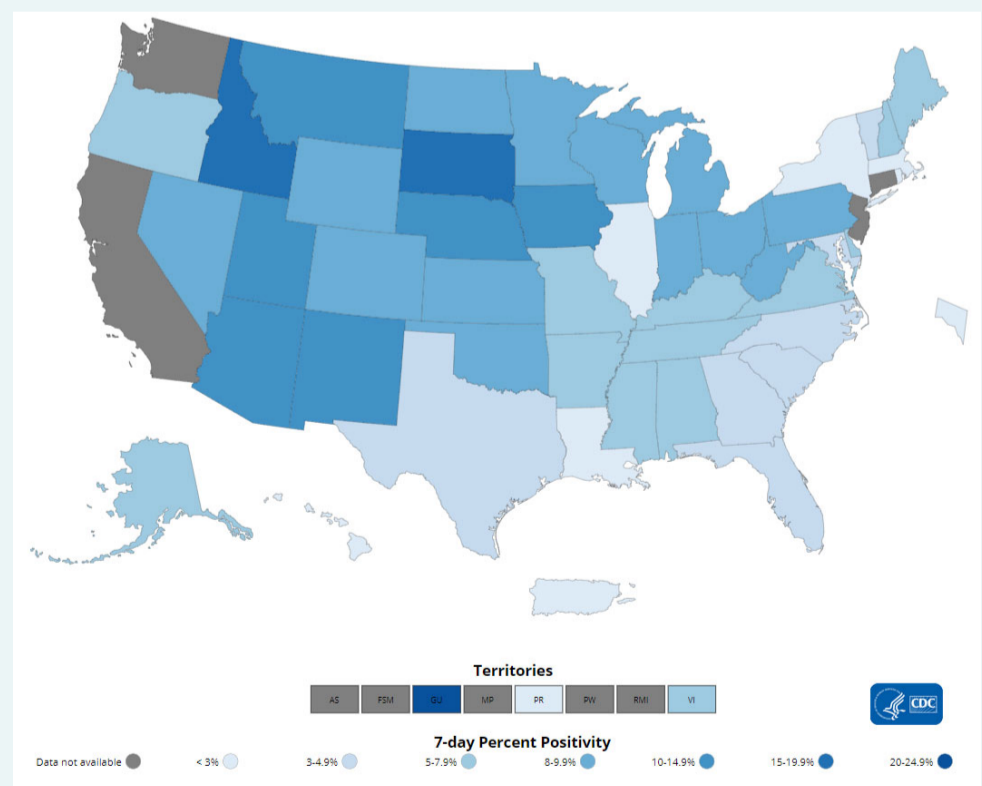 Territories
AS FSM GU MP PR PW RMI VI
CDC
7-day Percent Positivity
Data not available < 3% 3-4.9% 5-7.9% 8-9.9% 10-14.9% 15-19.9% 20-24.9%